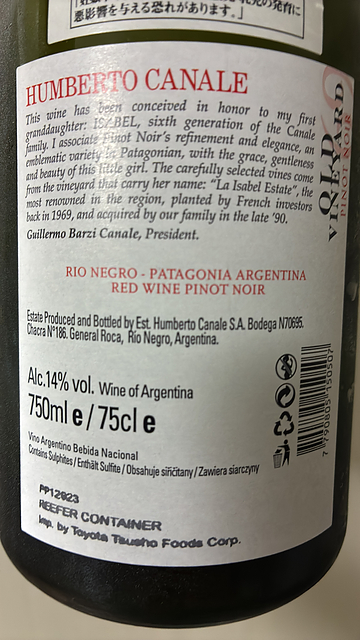 悪影響を与える恐れがあります。」
HUMBERTO CANALE
This wine has been conceived in honor to my first
granddaughter: ISABEL, sixth generation of the Canale
family. I associate Pinot Noir's refinement and elegance, an
emblematic variety in Patagonian, with the grace, gentleness
and beauty of this little girl. The carefully selected vines come
from the vineyard that carry her name: "La Isabel Estate", the
most renowned in the region, planted by French investors
back in 1969, and acquired by our family in the late '90.
Guillermo Barzi Canale, President.
OLD
VINEYARD
PINOT NOIR
RIO NEGRO - PATAGONIA ARGENTINA
RED WINE PINOT NOIR
Estate Produced and Bottled by Est. Humberto Canale S.A. Bodega N70695.
Chacra N°186. General Roca, Río Negro, Argentina.
Alc.14% vol. Wine of Argentina
750ml e / 75cl e
Vino Argentino Bebida Nacional
Contains Sulphites / Enthält Sulfite / Obsahuje siřičitany / Zawiera siarczyny
7 790805 150507
PP12923
REEFER CONTAINER
Imp. by Toyota Tsusho Foods Corp.